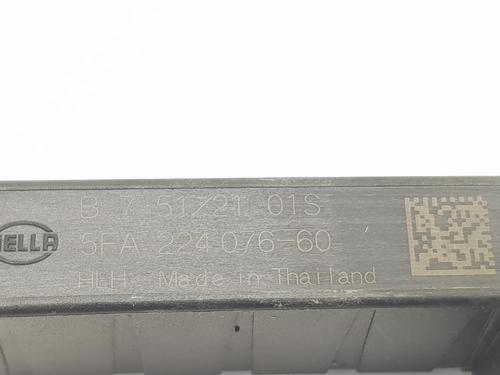 B 7 51721 01S
HELLA
5FA 224 076-60
HLH Made in Thailand